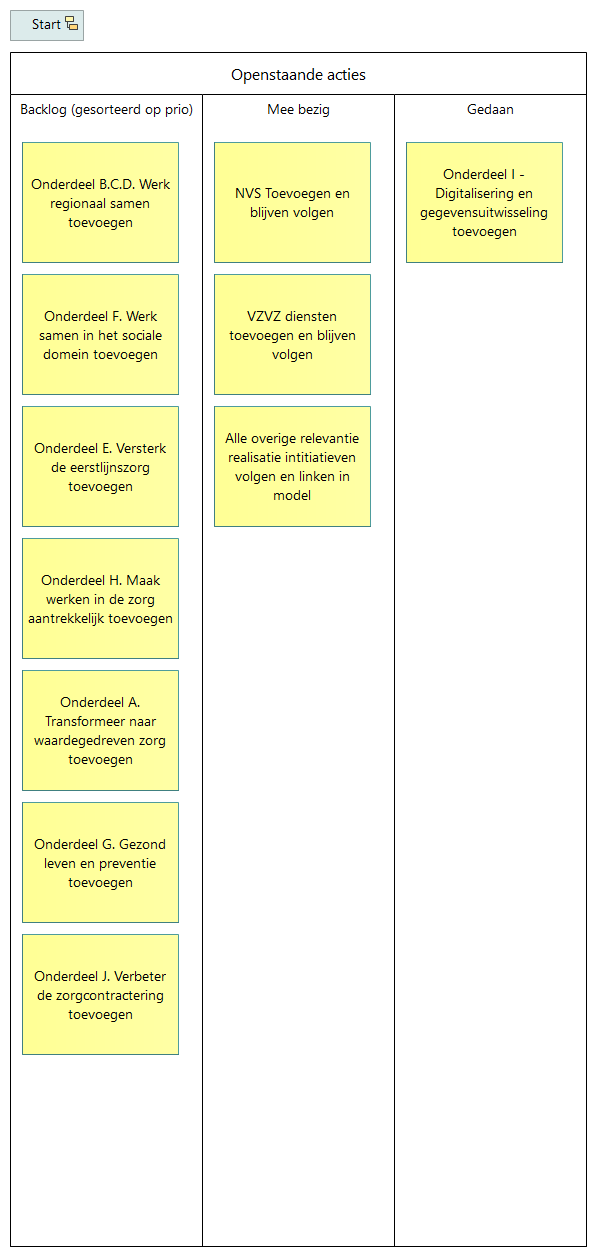 Start
Openstaande acties
Backlog (gesorteerd op prio)
Onderdeel B.C.D. Werk
regionaal samen
toevoegen
Onderdeel F. Werk
samen in het sociale
domein toevoegen
Onderdeel E. Versterk
de eerstlijnszorg
toevoegen
Onderdeel H. Maak
werken in de zorg
aantrekkelijk toevoegen
Onderdeel A.
Transformeer naar
waardegedreven zorg
toevoegen
Onderdeel G. Gezond
leven en preventie
toevoegen
Onderdeel J. Verbeter
de zorgcontractering
toevoegen
Mee bezig
NVS Toevoegen en
blijven volgen
VZVZ diensten
toevoegen en blijven
volgen
Alle overige relevantie
realisatie intitiatieven
volgen en linken in
model
Gedaan
Onderdeel I -
Digitalisering en
gegevensuitwisseling
toevoegen